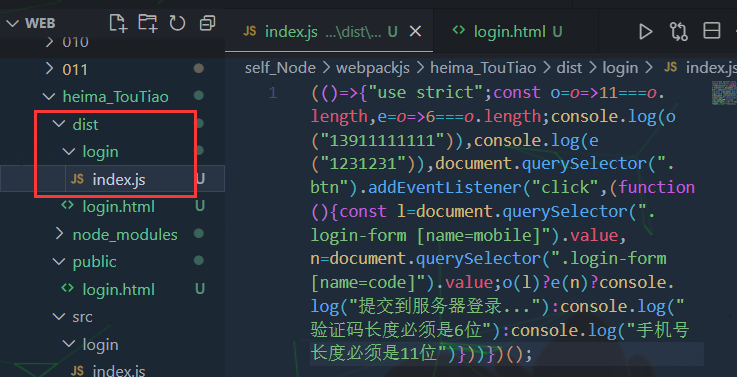 WEB
010
011
heima_TouTiao
dist
login
JS index.js U
login.html U
node_modules
public
login.html U
src
login
JS index.js
JS index.js ...\dist\... U
login.html U
self_Node > webpackjs > heima_TouTiao > dist > login > JS index.js
1 (()=>{"use strict";const o=o=>11===o.
length,e=o=>6===o.length;console.log(o
("13911111111")),console.log(e
("1231231")),document.querySelector(".
btn").addEventListener("click",(function
(){const l=document.querySelector(".
login-form [name=mobile]").value,
n=document.querySelector(".login-form
[name=code]").value;o(l)?e(n)?console.
log("提交到服务器登录..."):console.log("
验证码长度必须是6位"):console.log("手机号
长度必须是11位")}))})();